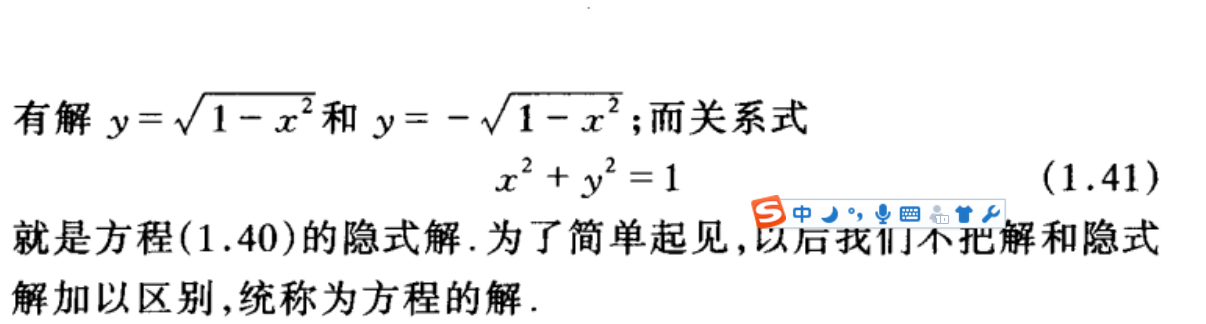 有解 y=√(1-x²)和 y=-√(1-x²);而关系式
x²+y²=1 (1.41)
S中
就是方程(1.40)的隐式解.为了简单起见,以后我们不把解和隐式
解加以区别,统称为方程的解.